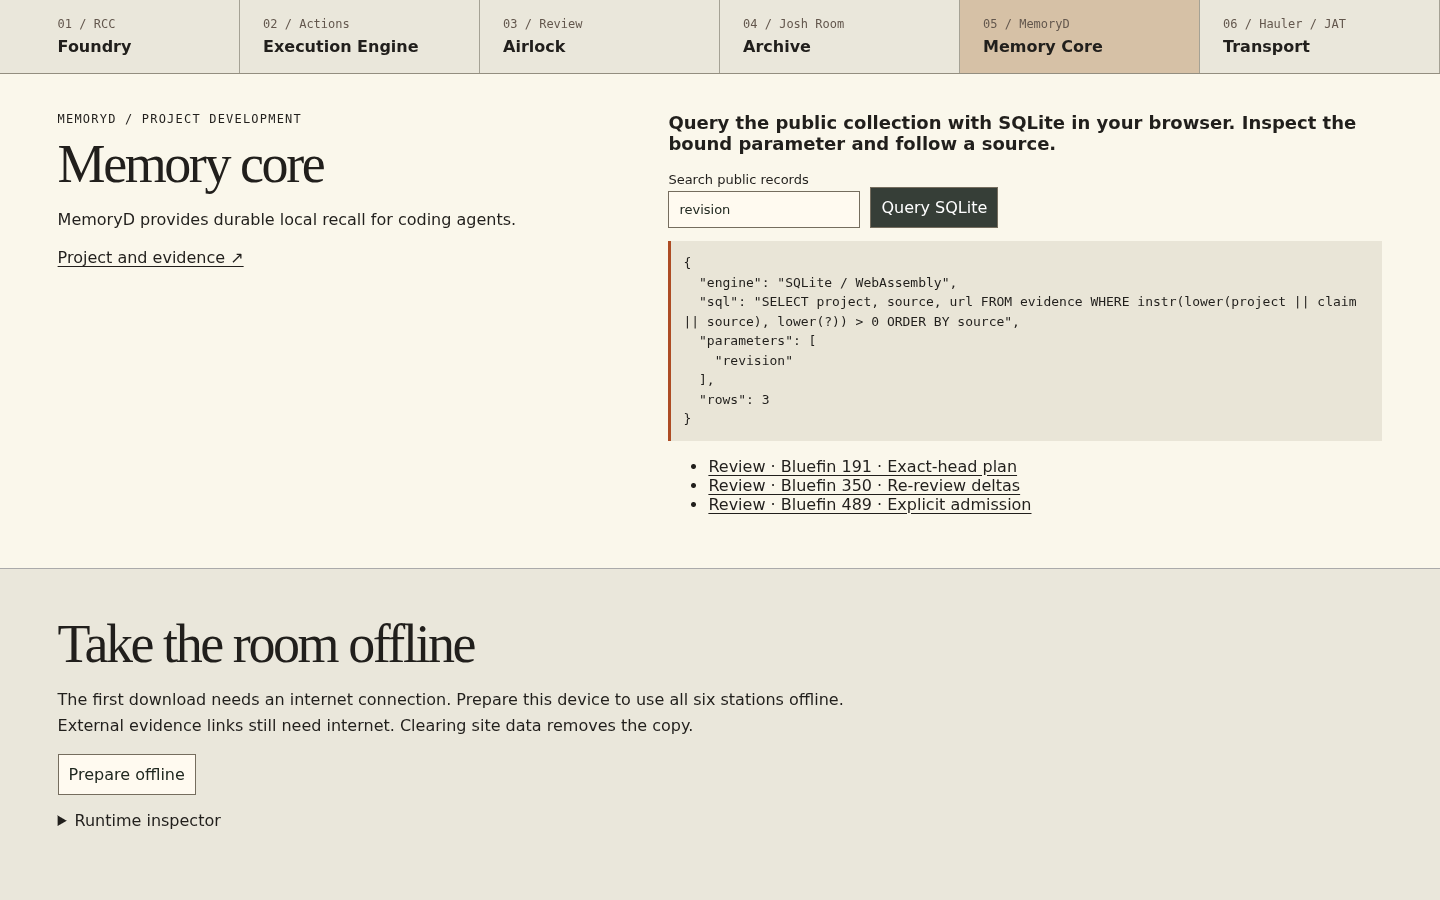 01 / RCC
Foundry
02 / Actions
Execution Engine
03 / Review
Airlock
04 / Josh Room
Archive
05 / MemoryD
Memory Core
06 / Hauler / JAT
Transport
MEMORYD / PROJECT DEVELOPMENT
Memory core
MemoryD provides durable local recall for coding agents.
Project and evidence ↗
Query the public collection with SQLite in your browser. Inspect the
bound parameter and follow a source.
Search public records
revision
Query SQLite
{
  "engine": "SQLite / WebAssembly",
  "sql": "SELECT project, source, url FROM evidence WHERE instr(lower(project || claim
|| source), lower(?)) > 0 ORDER BY source",
  "parameters": [
    "revision"
  ],
  "rows": 3
}
• Review · Bluefin 191 · Exact-head plan
• Review · Bluefin 350 · Re-review deltas
• Review · Bluefin 489 · Explicit admission
Take the room offline
The first download needs an internet connection. Prepare this device to use all six stations offline.
External evidence links still need internet. Clearing site data removes the copy.
Prepare offline
▶ Runtime inspector